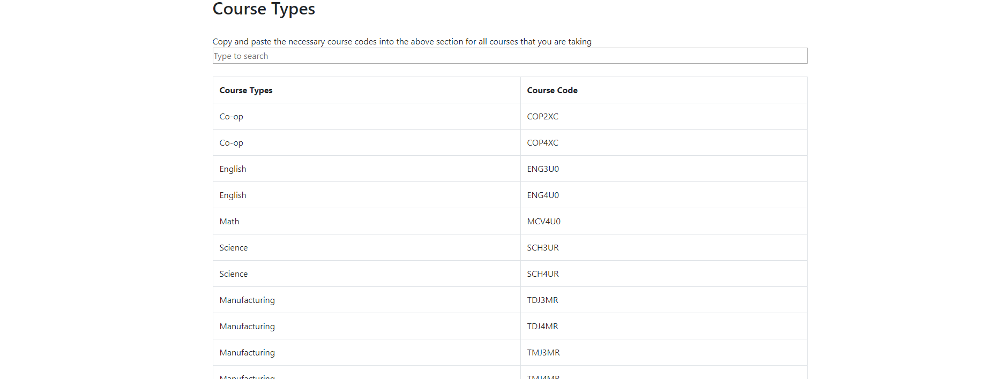 Course Types
Copy and paste the necessary course codes into the above section for all courses that you are taking
Type to search
Course Types Course Code
Co-op COP2XC
Co-op COP4XC
English ENG3U0
English ENG4U0
Math MCV4U0
Science SCH3UR
Science SCH4UR
Manufacturing TDJ3MR
Manufacturing TDJ4MR
Manufacturing TMJ3MR
Manufacturing TMJ4MR